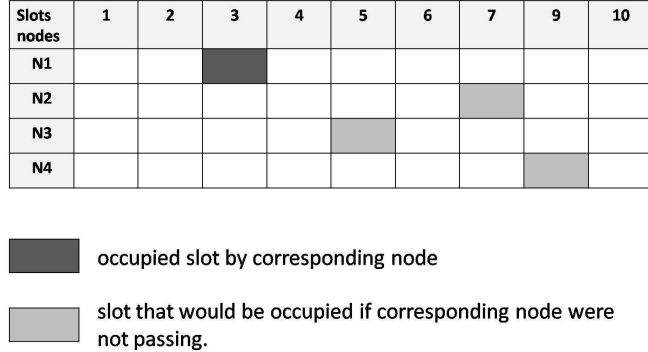 Slots nodes 1 2 3 4 5 6 7 8 9 10
N1
N2
N3
N4
occupied slot by corresponding node
slot that would be occupied if corresponding node were
not passing.